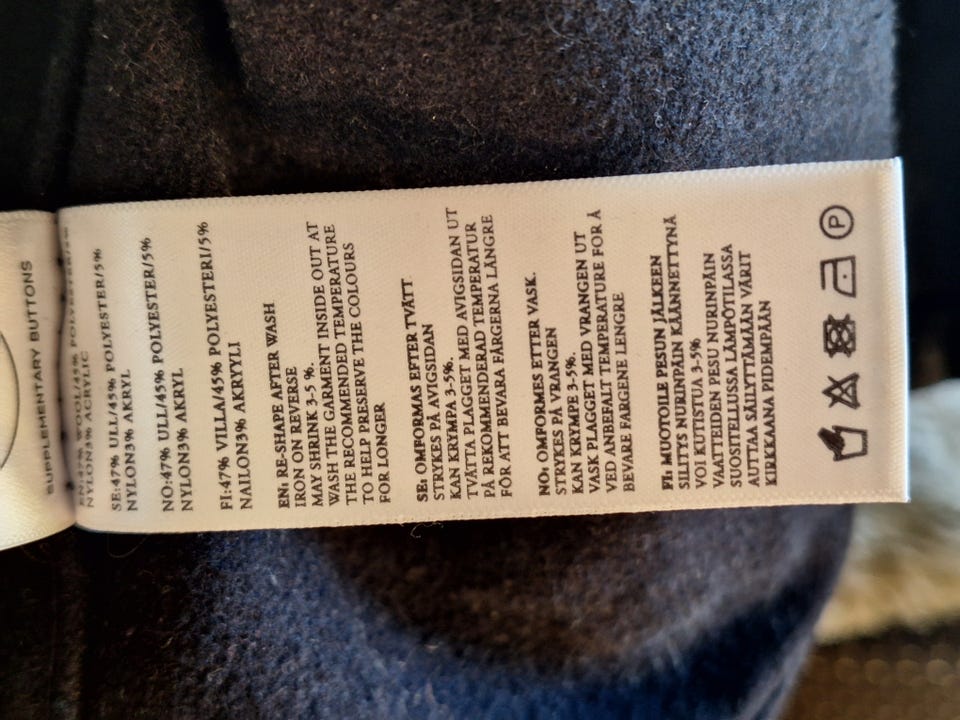 SUPPLEMENTARY BUTTONS
EN:47% WOOL/45% POLYESTER/5%
NYLON3% ACRYLIC
SE:47% ULL/45% POLYESTER/5%
NYLON3% AKRYL
NO:47% ULL/45% POLYESTER/5%
NYLON3% AKRYL
FI:47% VILLA/45% POLYESTERI/5%
NAILON3% AKRYYLI
EN: RE-SHAPE AFTER WASH
IRON ON REVERSE
MAY SHRINK 3-5 %.
WASH THE GARMENT INSIDE OUT AT
THE RECOMMENDED TEMPERATURE
TO HELP PRESERVE THE COLOURS
FOR LONGER
SE: OMFORMAS EFTER TVÄTT
STRYKES PÅ AVIGSIDAN
KAN KRYMPA 3-5%.
TVÄTTA PLAGGET MED AVIGSIDAN UT
PÅ REKOMMENDERAD TEMPERATUR
FÖR ATT BEVARA FÄRGERNA LÄNGRE
NO: OMFORMES ETTER VASK.
STRYKES PÅ VRANGEN
KAN KRYMPE 3-5%.
VASK PLAGGET MED VRANGEN UT
VED ANBEFALT TEMPERATURE FOR Å
BEVARE FARGENE LENGRE
FI: MUOTOILE PESUN JÄLKEEN
SILITYS NURINPÄIN KÄÄNNETTYNÄ
VOI KUTISTUA 3-5%
VAATTEIDEN PESU NURINPÄIN
SUOSITELLUSSA LÄMPÖTILASSA
AUTTAA SÄILYTTÄMÄÄN VÄRIT
KIRKKAANA PIDEMPÄÄN
P